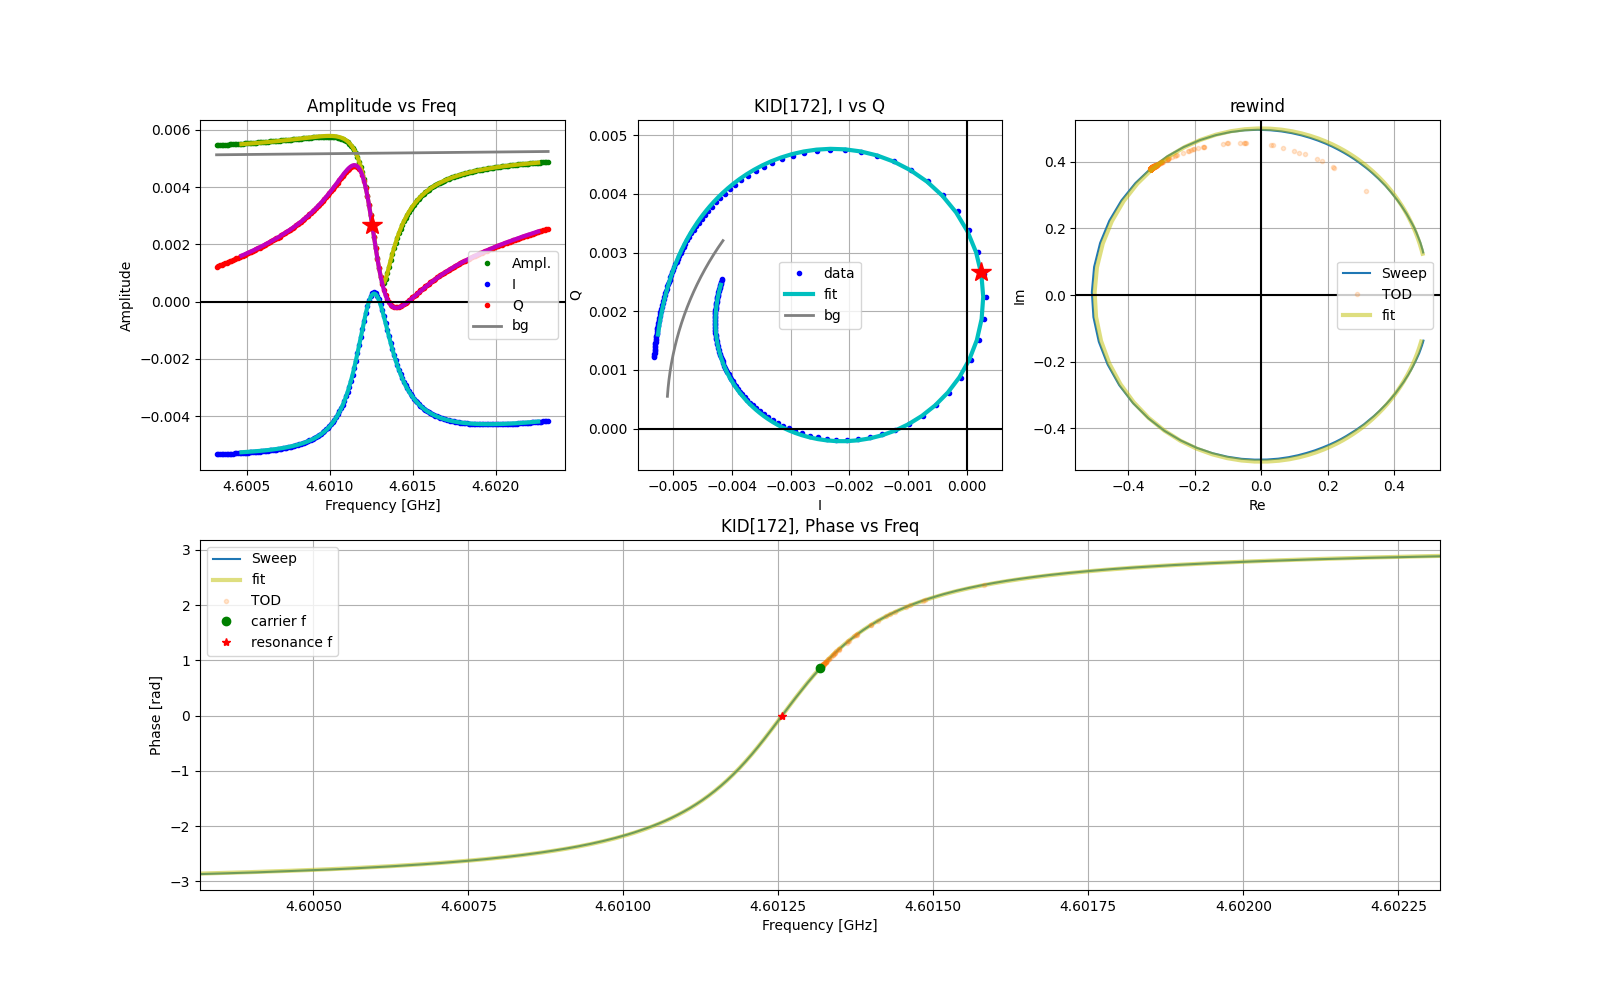 Amplitude vs Freq
0.006
0.004
0.002
0.000
−0.002
−0.004
Amplitude
4.6005
4.6010
4.6015
4.6020
Frequency [GHz]
Ampl.
I
Q
bg
KID[172], I vs Q
0.005
0.004
0.003
0.002
0.001
0.000
Q
−0.005
−0.004
−0.003
−0.002
−0.001
0.000
I
data
fit
bg
rewind
0.4
0.2
0.0
−0.2
−0.4
Im
−0.4
−0.2
0.0
0.2
0.4
Re
Sweep
TOD
fit
KID[172], Phase vs Freq
3
2
1
0
−1
−2
−3
Phase [rad]
Sweep
fit
TOD
carrier f
resonance f
4.60050
4.60075
4.60100
4.60125
4.60150
4.60175
4.60200
4.60225
Frequency [GHz]